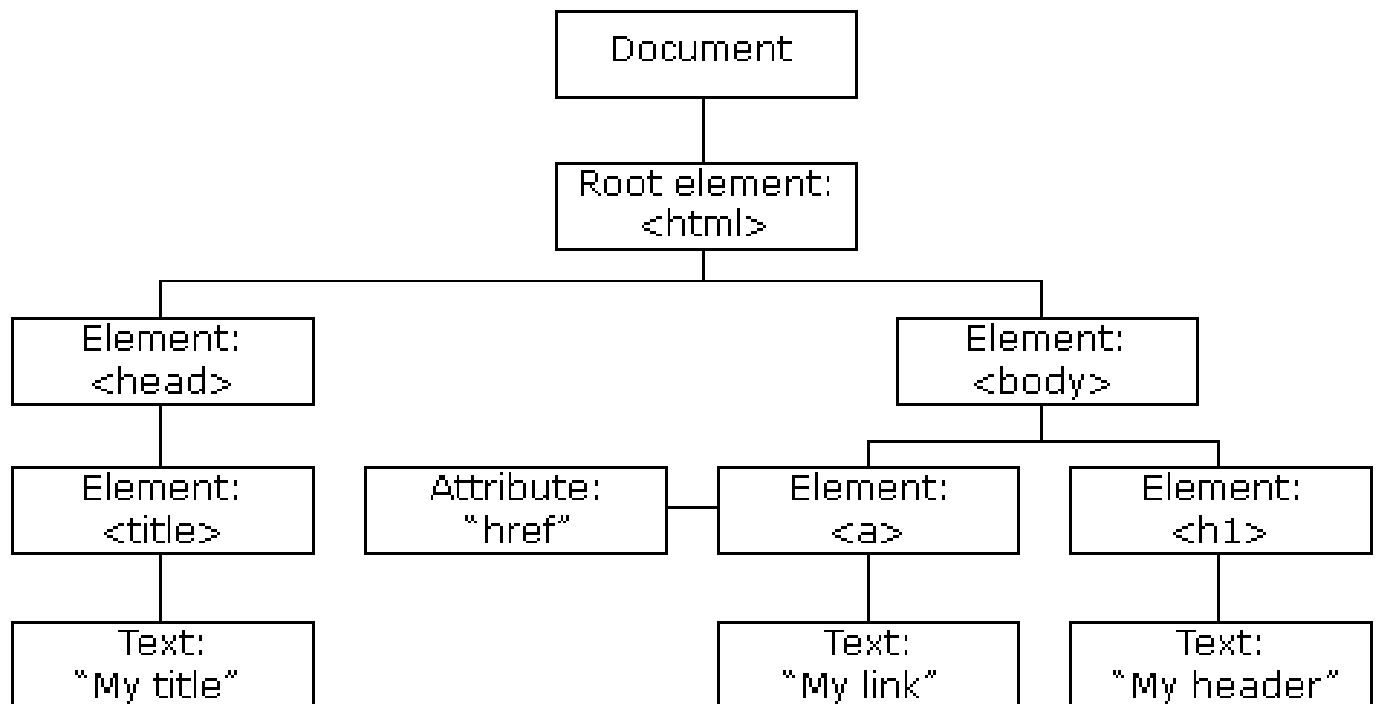 Document
Root element:
<html>
Element:
<head>
Element:
<body>
Element:
<title>
Attribute:
“href”
Element:
<a>
Element:
<h1>
Text:
“My title”
Text:
“My link”
Text:
“My header”